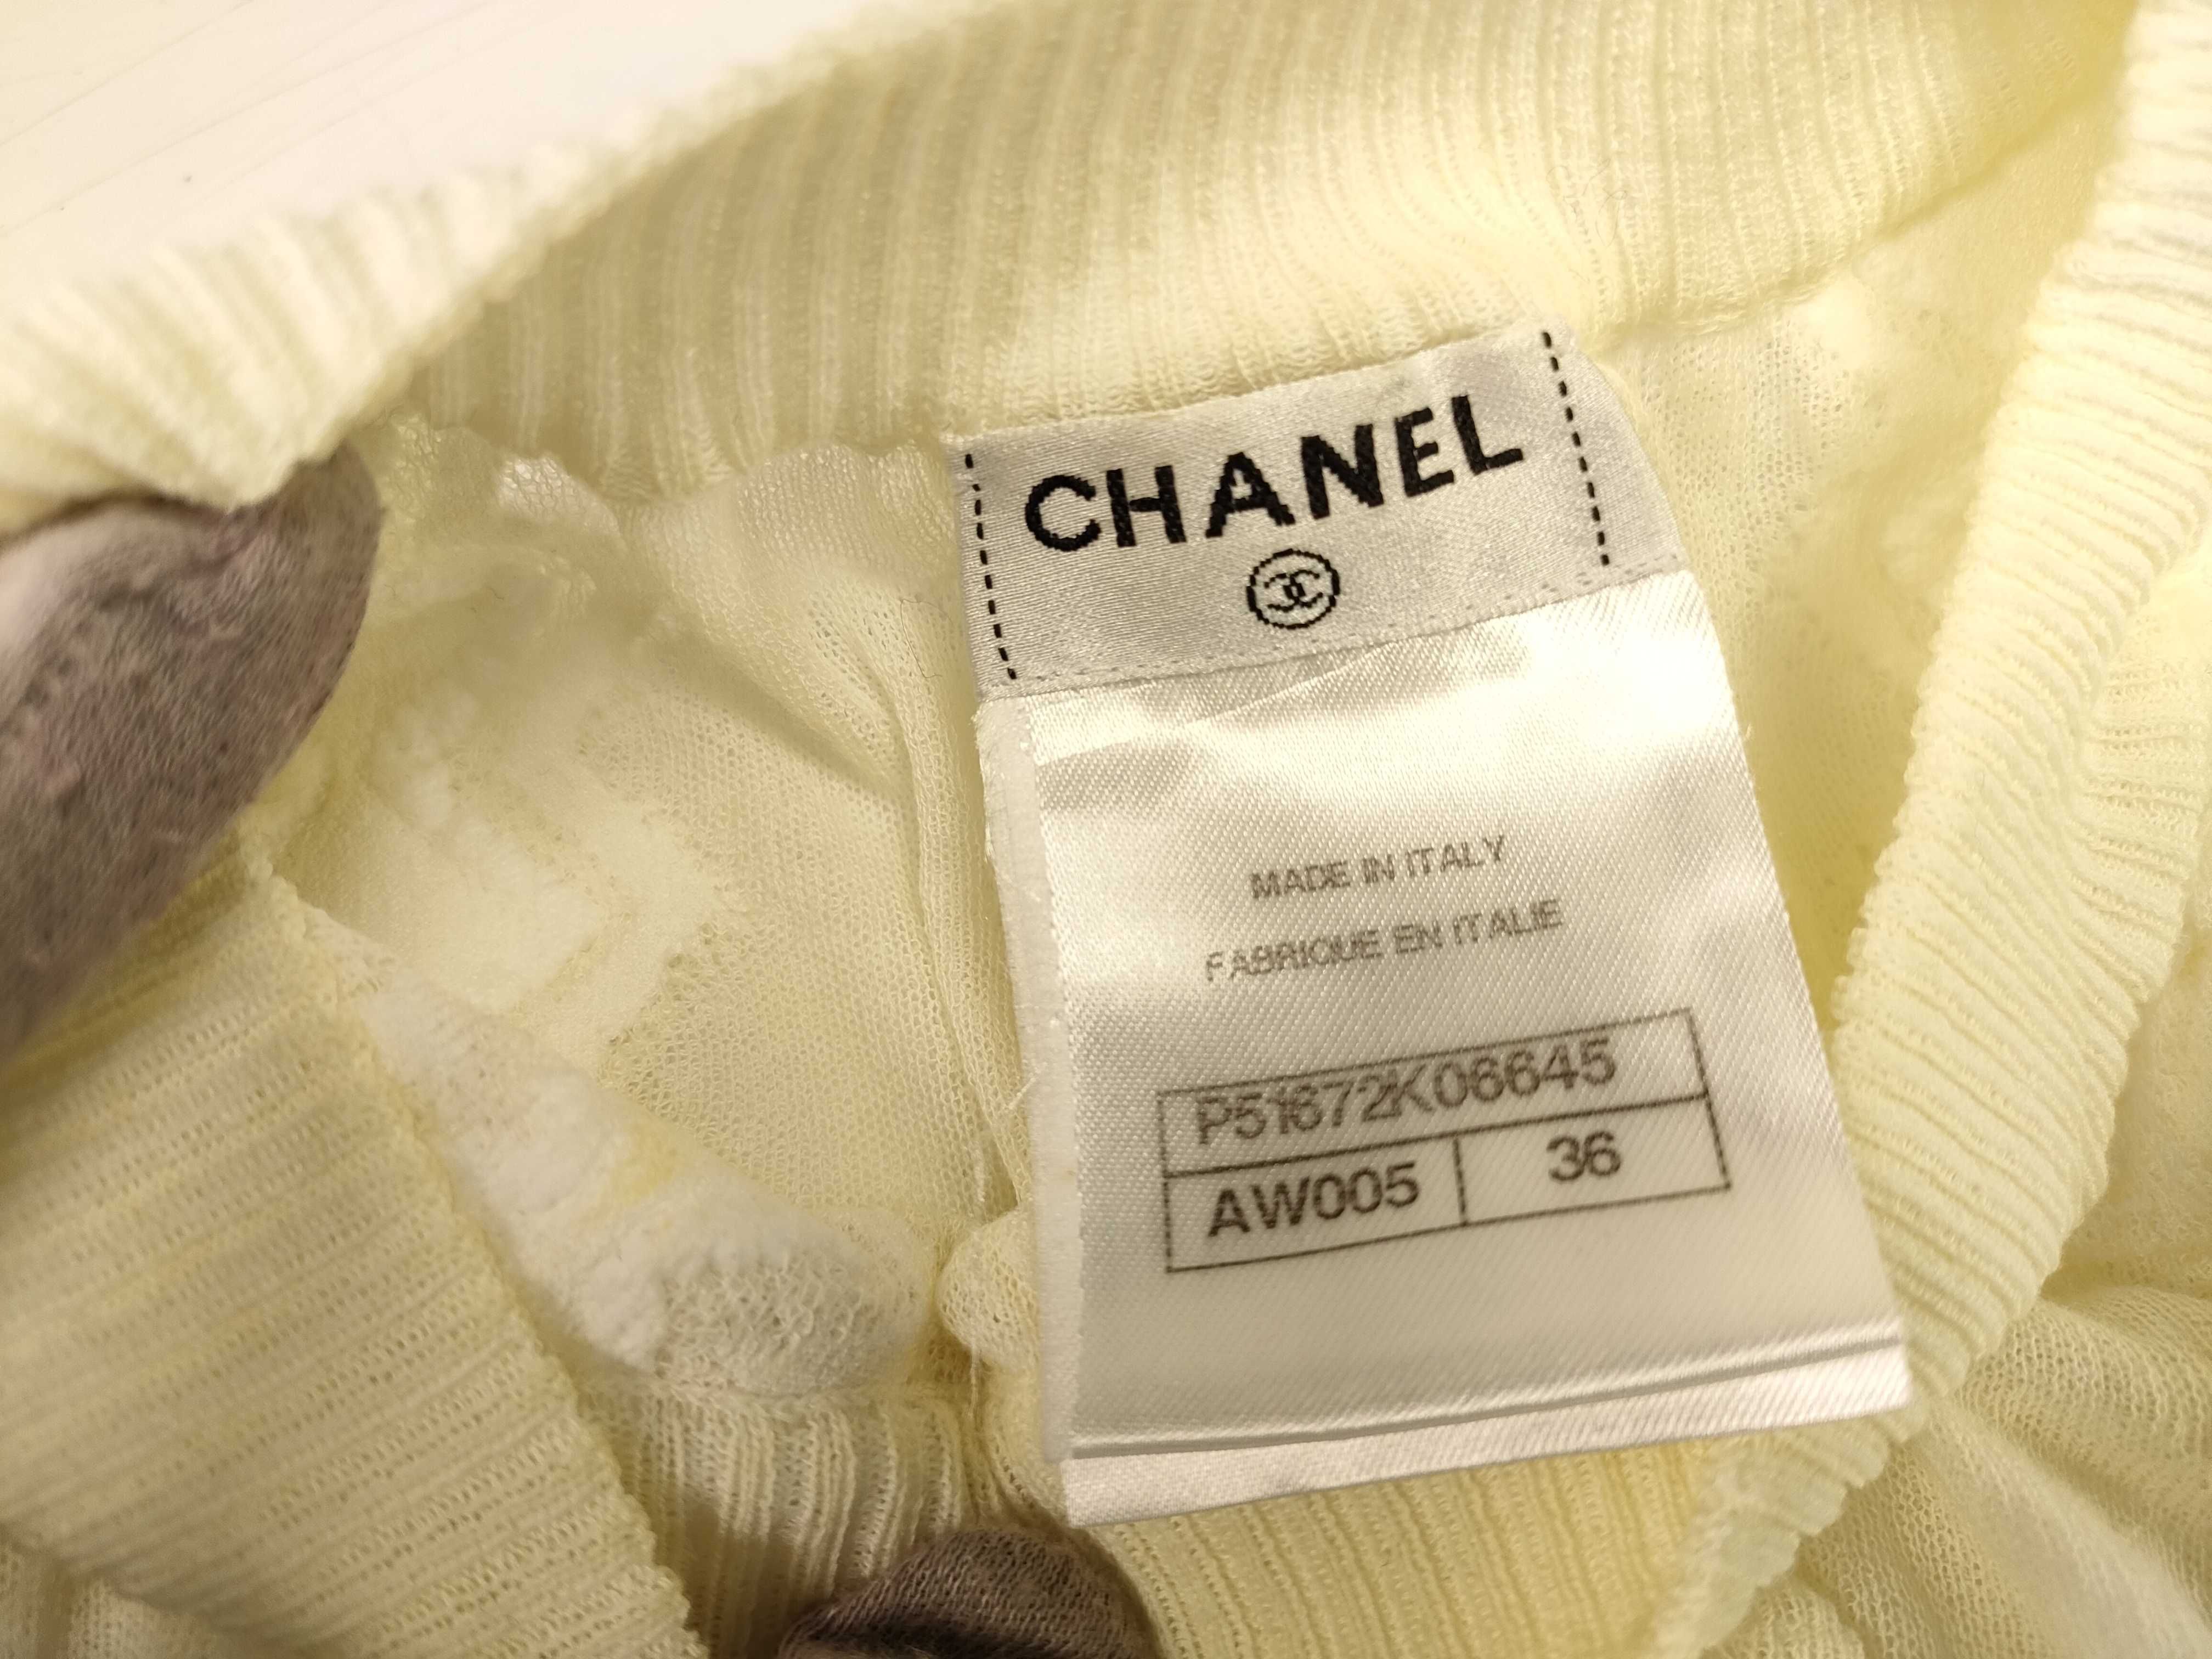 CHANEL
MADE IN ITALY
FABRIQUE EN ITALIE
P51672K06645
AW005 36